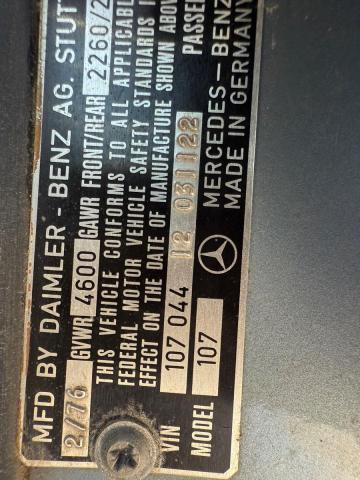 MFD BY DAIMLER - BENZ AG. STUT
2/76 GVWR 4600 GAWR FRONT/REAR 2260/2
THIS VEHICLE CONFORMS TO ALL APPLICABL
FEDERAL MOTOR VEHICLE SAFETY STANDARDS I
EFFECT ON THE DATE OF MANUFACTURE SHOWN ABOV
VIN 107 044 12 031122 PASSE
MODEL 107 MERCEDES-BENZ
MADE IN GERMANY